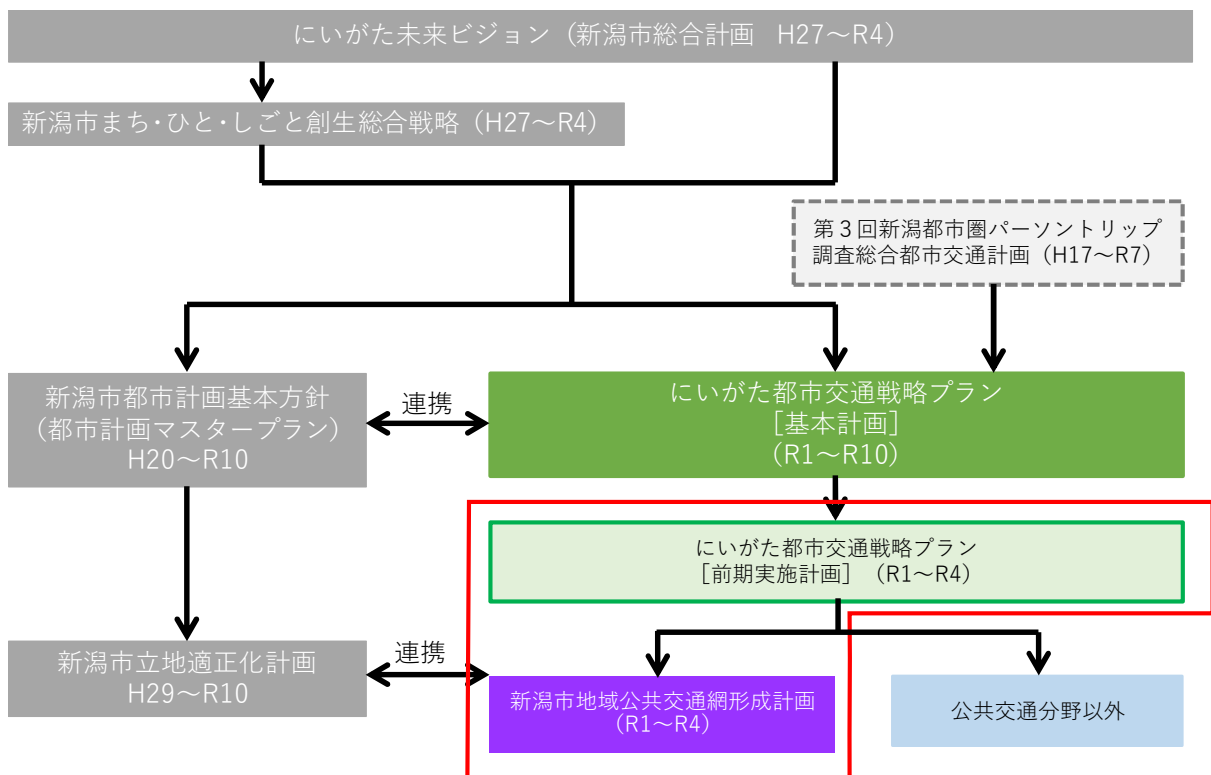 にいがた未来ビジョン（新潟市総合計画　H27～R4）
新潟市まち・ひと・しごと創生総合戦略（H27～R4）
第３回新潟都市圏パーソントリップ
調査総合都市交通計画（H17～R7）
新潟市都市計画基本方針
（都市計画マスタープラン）
H20～R10
連携
にいがた都市交通戦略プラン
［基本計画］
（R1～R10）
にいがた都市交通戦略プラン
［前期実施計画］（R1～R4）
新潟市立地適正化計画
H29～R10
連携
新潟市地域公共交通網形成計画
（R1～R4）
公共交通分野以外